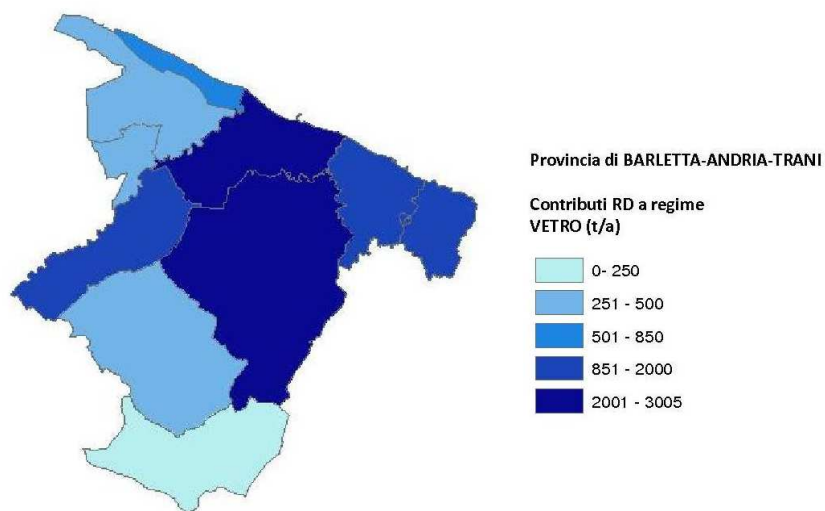 Provincia di BARLETTA-ANDRIA-TRANI
Contributi RD a regime
VETRO (t/a)
0- 250
251 - 500
501 - 850
851 - 2000
2001 - 3005